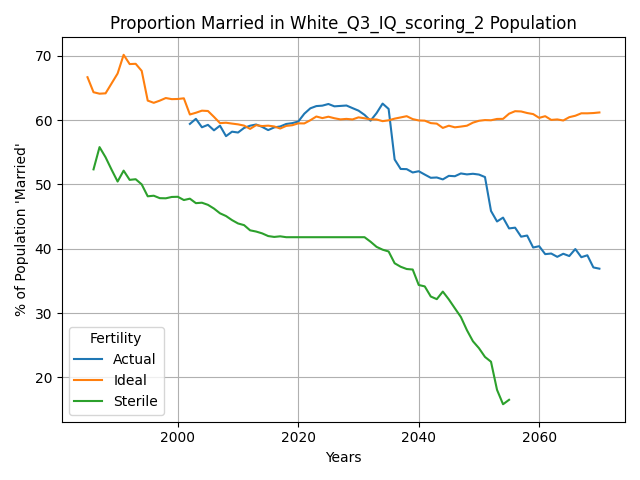 Proportion Married in White_Q3_IQ_scoring_2 Population
% of Population 'Married'
70
60
50
40
30
20
Fertility
Actual
Ideal
Sterile
2000
2020
2040
2060
Years